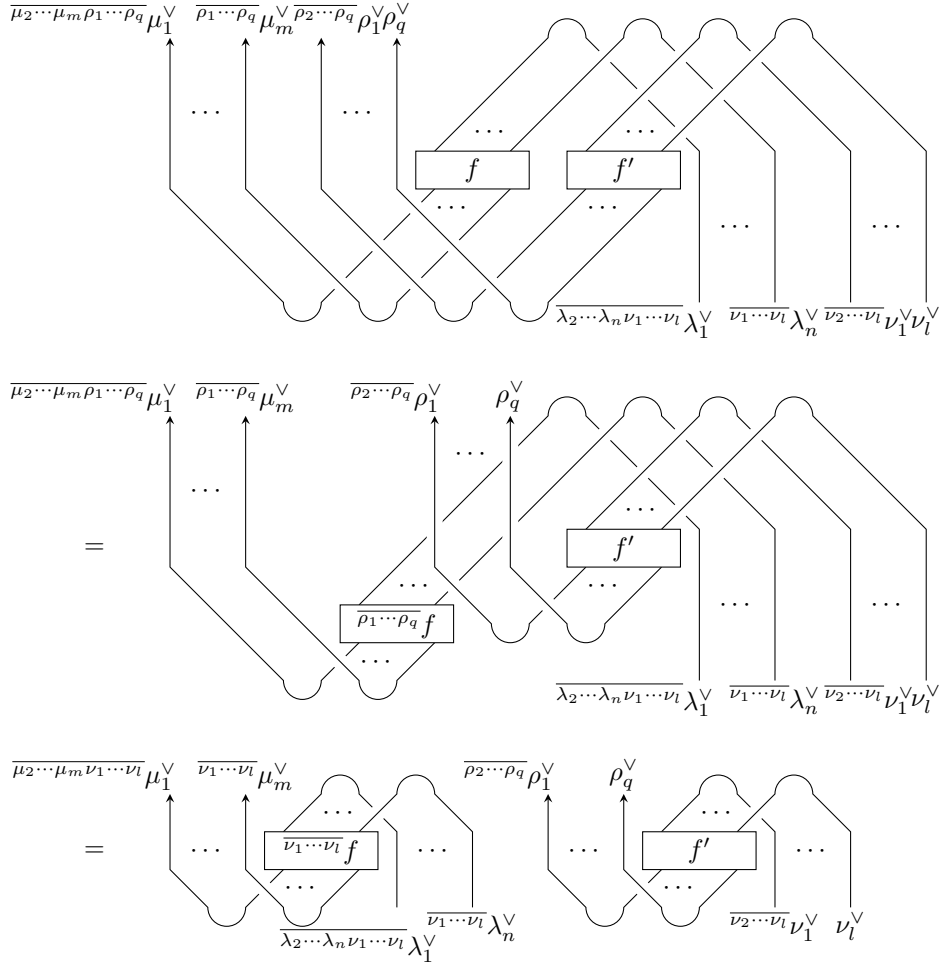 $\overline{\mu_2 \cdots \mu_m \rho_1 \cdots \rho_q}\mu_1^\vee$ $\overline{\rho_1 \cdots \rho_q}\mu_m^\vee$ $\overline{\rho_2 \cdots \rho_q}\rho_1^\vee$ $\rho_q^\vee$
⋯ ⋯
⋯ ⋯
f f′
⋯ ⋯
⋯ ⋯
$\overline{\lambda_2 \cdots \lambda_n \nu_1 \cdots \nu_l}\lambda_1^\vee$ $\overline{\nu_1 \cdots \nu_l}\lambda_n^\vee$ $\overline{\nu_2 \cdots \nu_l}\nu_1^\vee$ $\nu_l^\vee$
$\overline{\mu_2 \cdots \mu_m \rho_1 \cdots \rho_q}\mu_1^\vee$ $\overline{\rho_1 \cdots \rho_q}\mu_m^\vee$ $\overline{\rho_2 \cdots \rho_q}\rho_1^\vee$ $\rho_q^\vee$
⋯
⋯ ⋯
= f′
⋯ ⋯
⋯ ⋯
$\overline{\rho_1 \cdots \rho_q}f$
⋯
$\overline{\lambda_2 \cdots \lambda_n \nu_1 \cdots \nu_l}\lambda_1^\vee$ $\overline{\nu_1 \cdots \nu_l}\lambda_n^\vee$ $\overline{\nu_2 \cdots \nu_l}\nu_1^\vee$ $\nu_l^\vee$
$\overline{\mu_2 \cdots \mu_m \nu_1 \cdots \nu_l}\mu_1^\vee$ $\overline{\nu_1 \cdots \nu_l}\mu_m^\vee$ $\overline{\rho_2 \cdots \rho_q}\rho_1^\vee$ $\rho_q^\vee$
⋯ ⋯
= ⋯ $\overline{\nu_1 \cdots \nu_l}f$ ⋯ ⋯ f′ ⋯
⋯ ⋯
$\overline{\lambda_2 \cdots \lambda_n \nu_1 \cdots \nu_l}\lambda_1^\vee$ $\overline{\nu_1 \cdots \nu_l}\lambda_n^\vee$ $\overline{\nu_2 \cdots \nu_l}\nu_1^\vee$ $\nu_l^\vee$